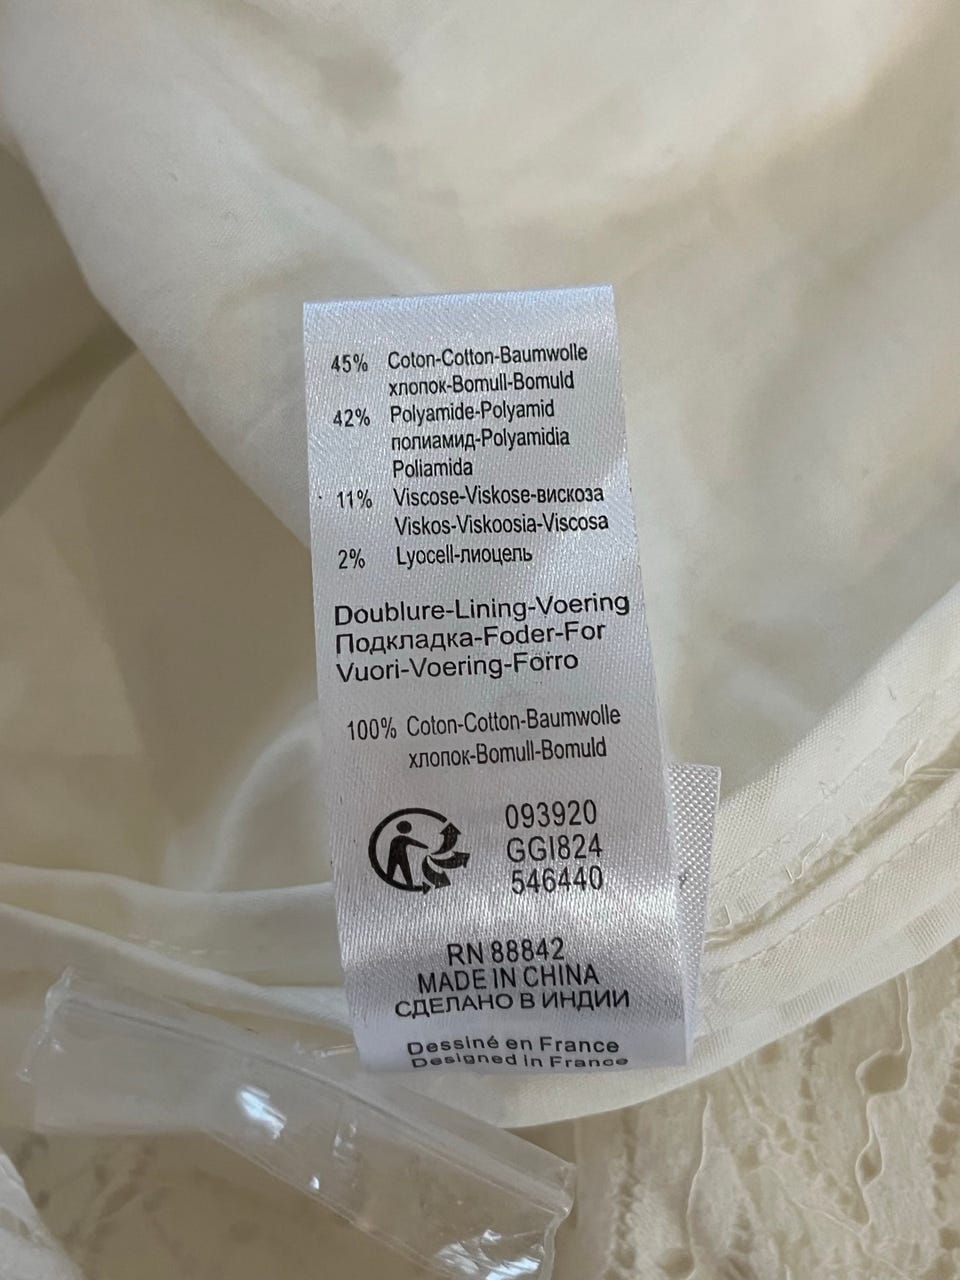 45% Coton-Cotton-Baumwolle
хлопок-Bomull-Bomuld
42% Polyamide-Polyamid
полиамид-Polyamidia
Poliamida
11% Viscose-Viskose-вискоза
Viskos-Viskoosia-Viscosa
2% Lyocell-лиоцель
Doublure-Lining-Voering
Подкладка-Foder-For
Vuori-Voering-Forro
100% Coton-Cotton-Baumwolle
хлопок-Bomull-Bomuld
093920
GGI824
546440
RN 88842
MADE IN CHINA
СДЕЛАНО В ИНДИИ
Dessiné en France
Designed in France